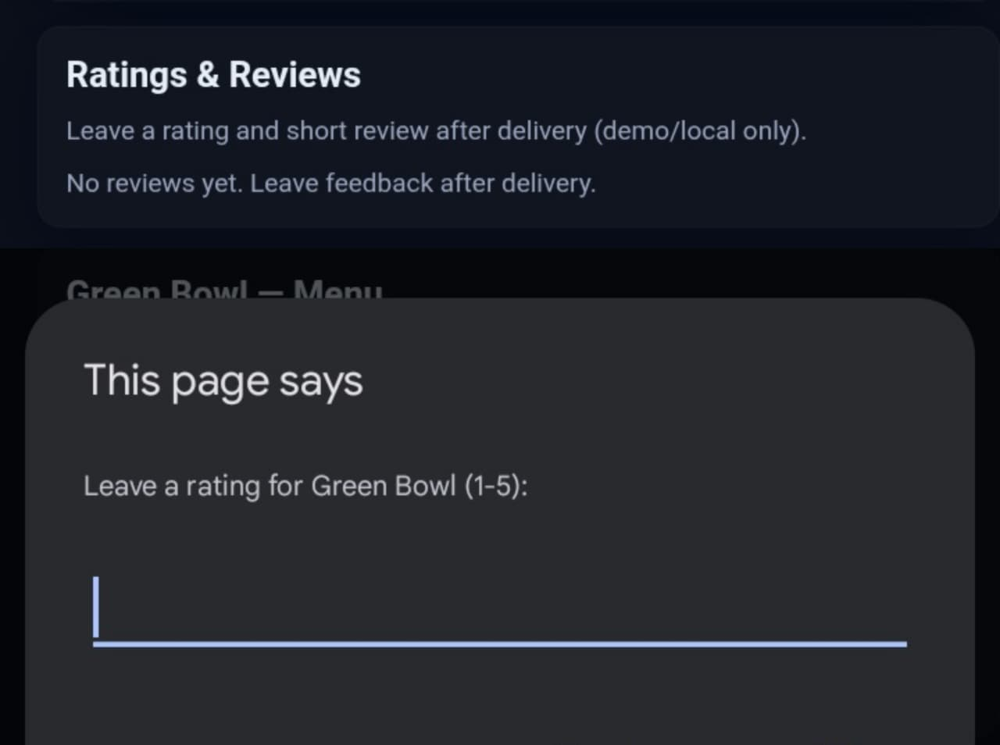 Ratings & Reviews
Leave a rating and short review after delivery (demo/local only).
No reviews yet. Leave feedback after delivery.
Green Bowl — Menu
This page says
Leave a rating for Green Bowl (1-5):